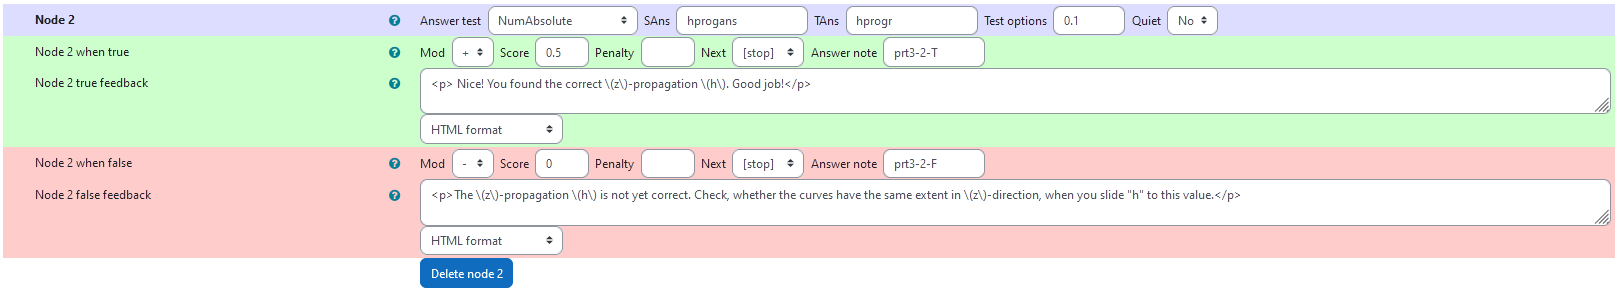 Node 2 Answer test NumAbsolute SAns hprogans TAns hprogr Test options 0.1 Quiet No
Node 2 when true Mod + Score 0.5 Penalty Next [stop] Answer note prt3-2-T
Node 2 true feedback <p> Nice! You found the correct \(z\)-propagation \(h\). Good job!</p>
HTML format
Node 2 when false Mod - Score 0 Penalty Next [stop] Answer note prt3-2-F
Node 2 false feedback <p>The \(z\)-propagation \(h\) is not yet correct. Check, whether the curves have the same extent in \(z\)-direction, when you slide "h" to this value.</p>
HTML format
Delete node 2